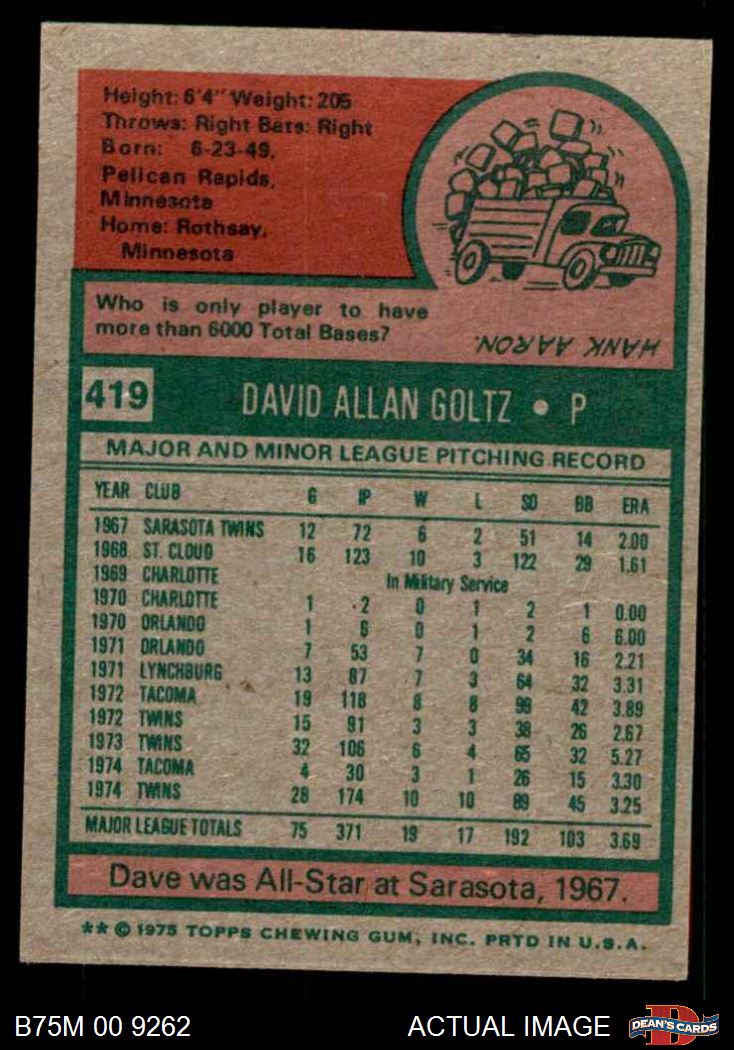 Height: 6'4" Weight: 205
Throws: Right Bats: Right
Born: 6-23-49,
Pelican Rapids,
Minnesota
Home: Rothsay,
Minnesota
Who is only player to have
more than 6000 Total Bases?
HANK AARON.
419 DAVID ALLAN GOLTZ • P
MAJOR AND MINOR LEAGUE PITCHING RECORD
YEAR CLUB G IP W L SO BB ERA
1967 SARASOTA TWINS 12 72 6 2 51 14 2.00
1968 ST. CLOUD 16 123 10 3 122 29 1.61
1969 CHARLOTTE In Military Service
1970 CHARLOTTE 1 2 0 1 2 1 0.00
1970 ORLANDO 1 6 0 1 2 6 6.00
1971 ORLANDO 7 53 7 0 34 16 2.21
1971 LYNCHBURG 13 87 7 3 64 32 3.31
1972 TACOMA 19 118 8 8 99 42 3.89
1972 TWINS 15 91 3 3 38 26 2.67
1973 TWINS 32 106 6 4 65 32 5.27
1974 TACOMA 4 30 3 1 26 15 3.30
1974 TWINS 28 174 10 10 89 45 3.25
MAJOR LEAGUE TOTALS 75 371 19 17 192 103 3.69
Dave was All-Star at Sarasota, 1967.
** © 1975 TOPPS CHEWING GUM, INC. PRTD IN U.S.A.
B75M 00 9262 ACTUAL IMAGE D DEAN'S CARDS